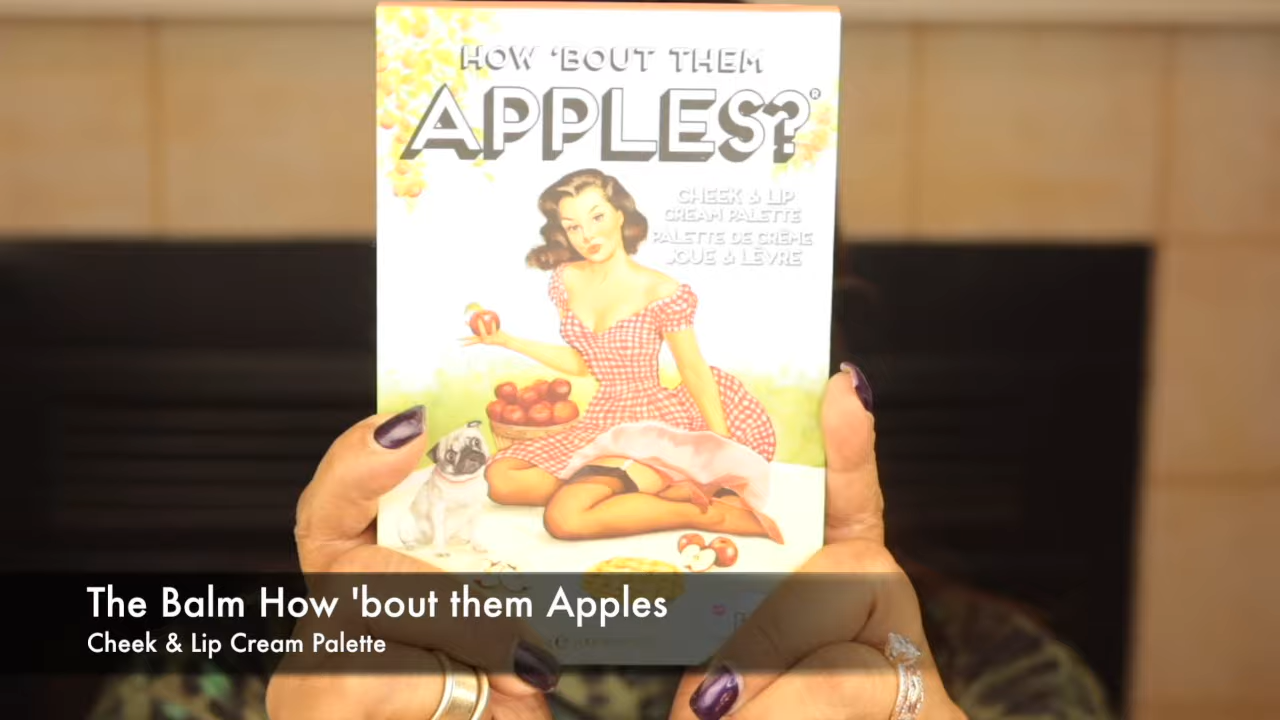 HOW 'BOUT THEM
APPLES?®
CHEEK & LIP
CREAM PALETTE
PALETTE DE CRÈME
JOUE & LÈVRE
The Balm How 'bout them Apples
Cheek & Lip Cream Palette